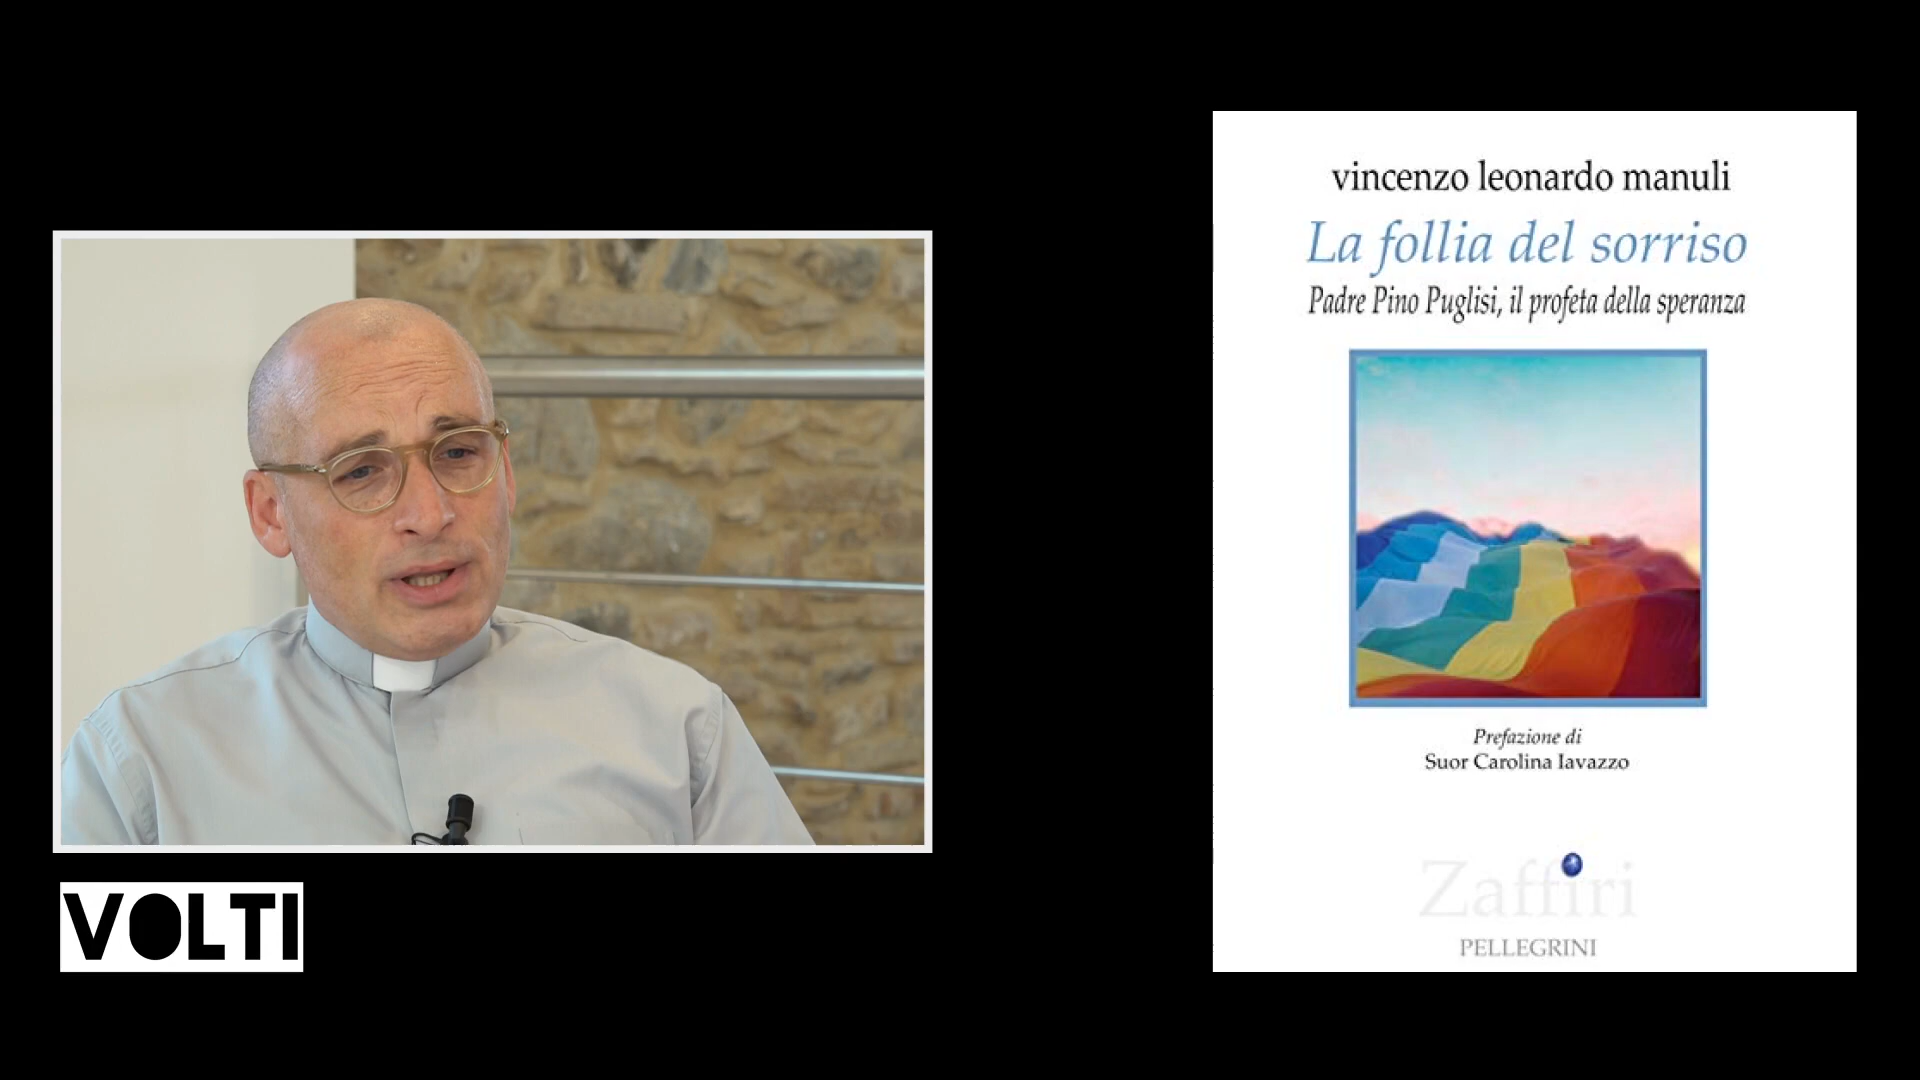 VOLTI
vincenzo leonardo manuli
La follia del sorriso
Padre Pino Puglisi, il profeta della speranza
Prefazione di
Suor Carolina Iavazzo
Zaffiri
PELLEGRINI